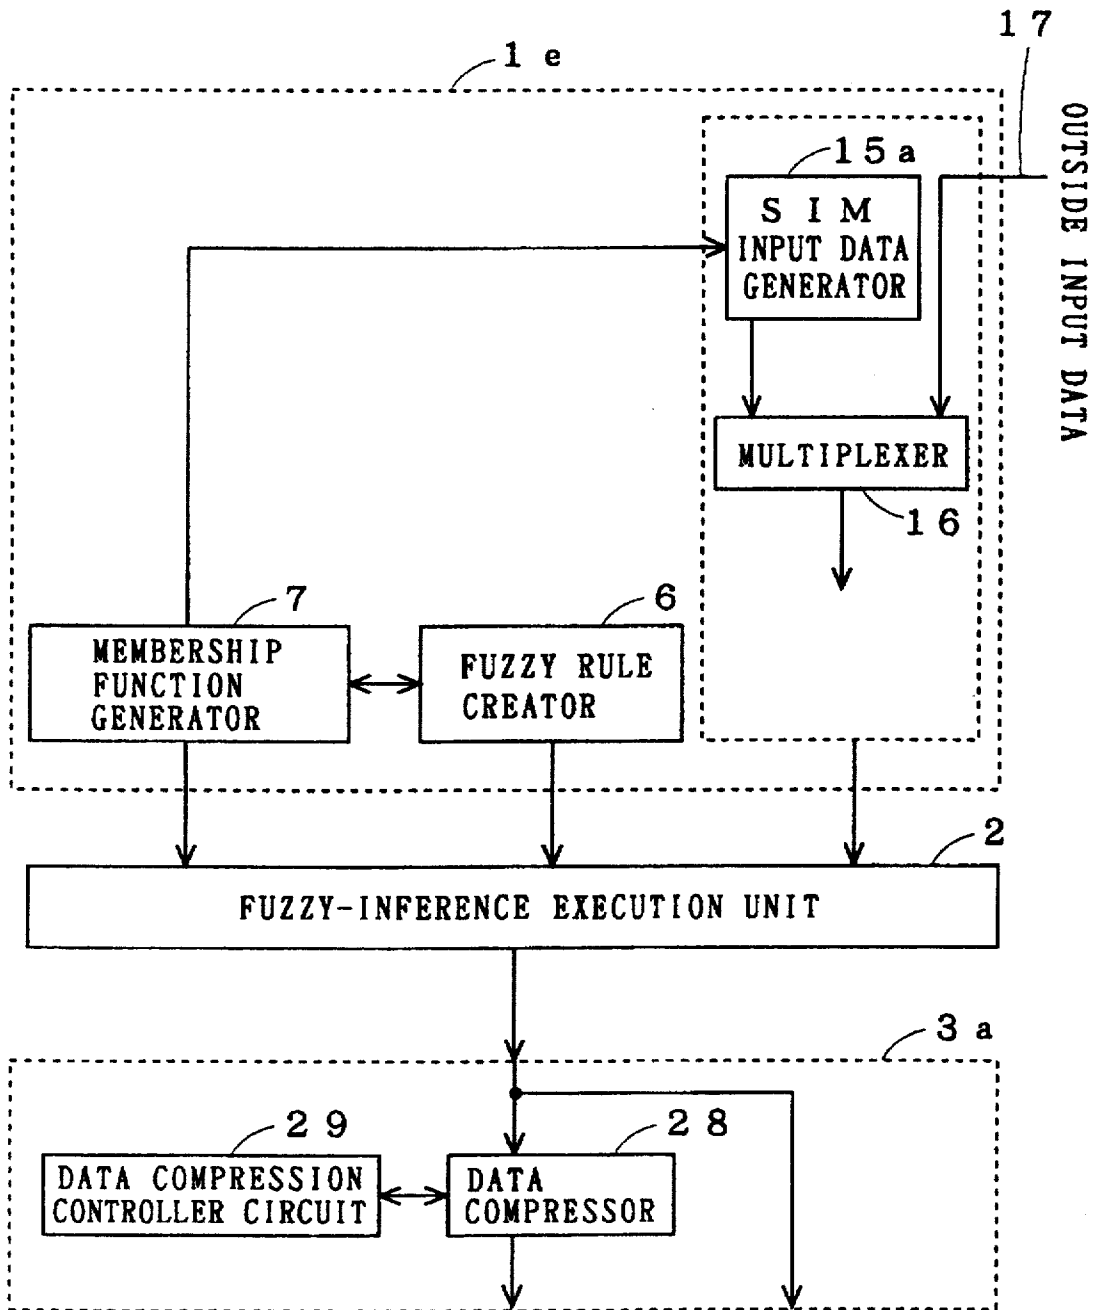 1e
17
OUTSIDE INPUT DATA
15a
SIM
INPUT DATA
GENERATOR
MULTIPLEXER
16
7
MEMBERSHIP
FUNCTION
GENERATOR
6
FUZZY RULE
CREATOR
2
FUZZY-INFERENCE EXECUTION UNIT
3a
29
DATA COMPRESSION
CONTROLLER CIRCUIT
28
DATA
COMPRESSOR